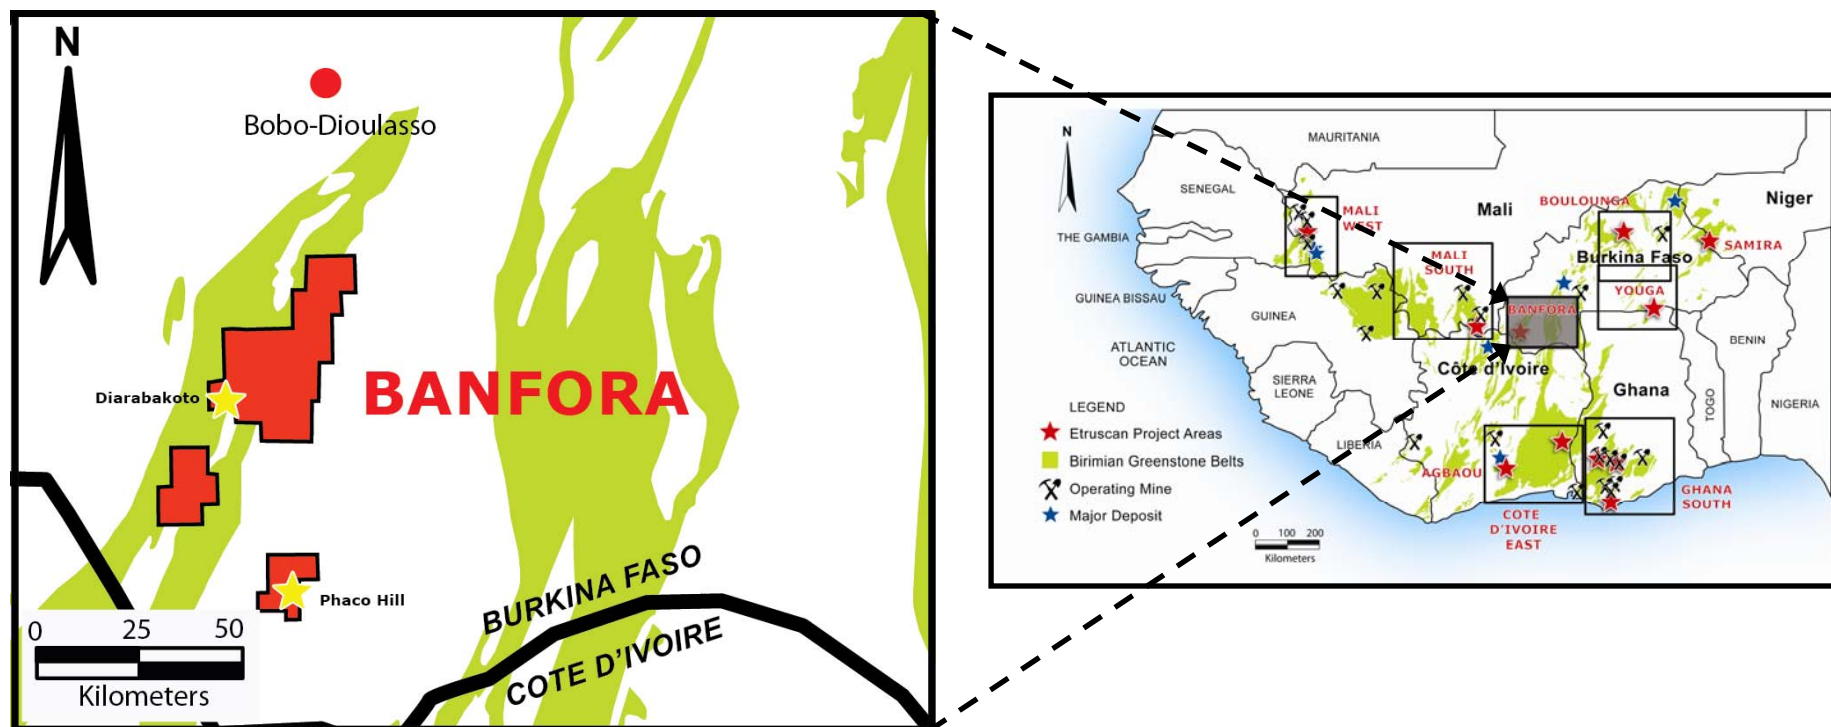 N
Bobo-Dioulasso
BANFORA
Diarabakoto
Phaco Hill
BURKINA FASO
COTE D'IVOIRE
0 25 50
Kilometers
N
MAURITANIA
SENEGAL
THE GAMBIA
GUINEA BISSAU
GUINEA
ATLANTIC
OCEAN
SIERRA
LEONE
LIBERIA
MALI
WEST
Mali
MALI
SOUTH
BOULOUNGA
Niger
SAMIRA
Burkina Faso
YOUGA
BANFORA
Côte d'Ivoire
Ghana
BENIN
TOGO
NIGERIA
AGBAOU
COTE
D'IVOIRE
EAST
GHANA
SOUTH
LEGEND
Etruscan Project Areas
Birimian Greenstone Belts
Operating Mine
Major Deposit
0 100 200
Kilometers